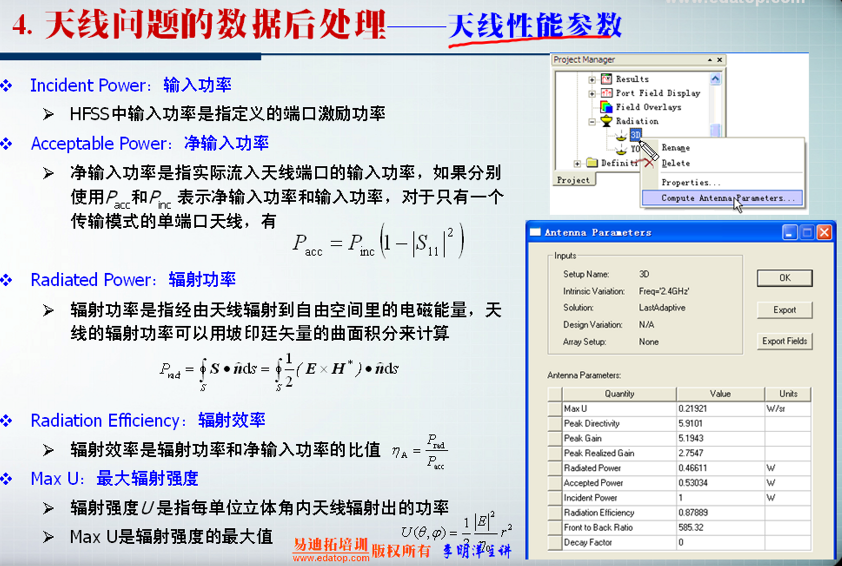 www.edatop.com
4. 天线问题的数据后处理——天线性能参数
Incident Power：输入功率
HFSS中输入功率是指定义的端口激励功率
Acceptable Power：净输入功率
净输入功率是指实际流入天线端口的输入功率，如果分别
使用Pacc和Pinc 表示净输入功率和输入功率，对于只有一个
传输模式的单端口天线，有
Pacc = Pinc (1−|S11|²)
Radiated Power：辐射功率
辐射功率是指经由天线辐射到自由空间里的电磁能量，天
线的辐射功率可以用坡印廷矢量的曲面积分来计算
Prad = ∮S S•n̂ds = ∮S 1/2 (E×H*)•n̂ds
Radiation Efficiency：辐射效率
辐射效率是辐射功率和净输入功率的比值 ηA = Prad/Pacc
Max U：最大辐射强度
辐射强度U 是指每单位立体角内天线辐射出的功率
Max U是辐射强度的最大值
U(θ,φ) = 1/2 |E|²/η0 r²
易迪拓培训 版权所有 李明洋主讲
www.edatop.com
Project Manager
Results
Port Field Display
Field Overlays
Radiation
3D
TO
Definiti
Project
Rename
Delete
Properties...
Compute Antenna Parameters...
Antenna Parameters
Inputs
Setup Name: 3D
Intrinsic Variation: Freq='2.4GHz'
Solution: LastAdaptive
Design Variation: N/A
Array Setup: None
OK
Export
Export Fields
Antenna Parameters:
Quantity Value Units
Max U 0.21921 W/sr
Peak Directivity 5.9101
Peak Gain 5.1943
Peak Realized Gain 2.7547
Radiated Power 0.46611 W
Accepted Power 0.53034 W
Incident Power 1 W
Radiation Efficiency 0.87889
Front to Back Ratio 585.32
Decay Factor 0